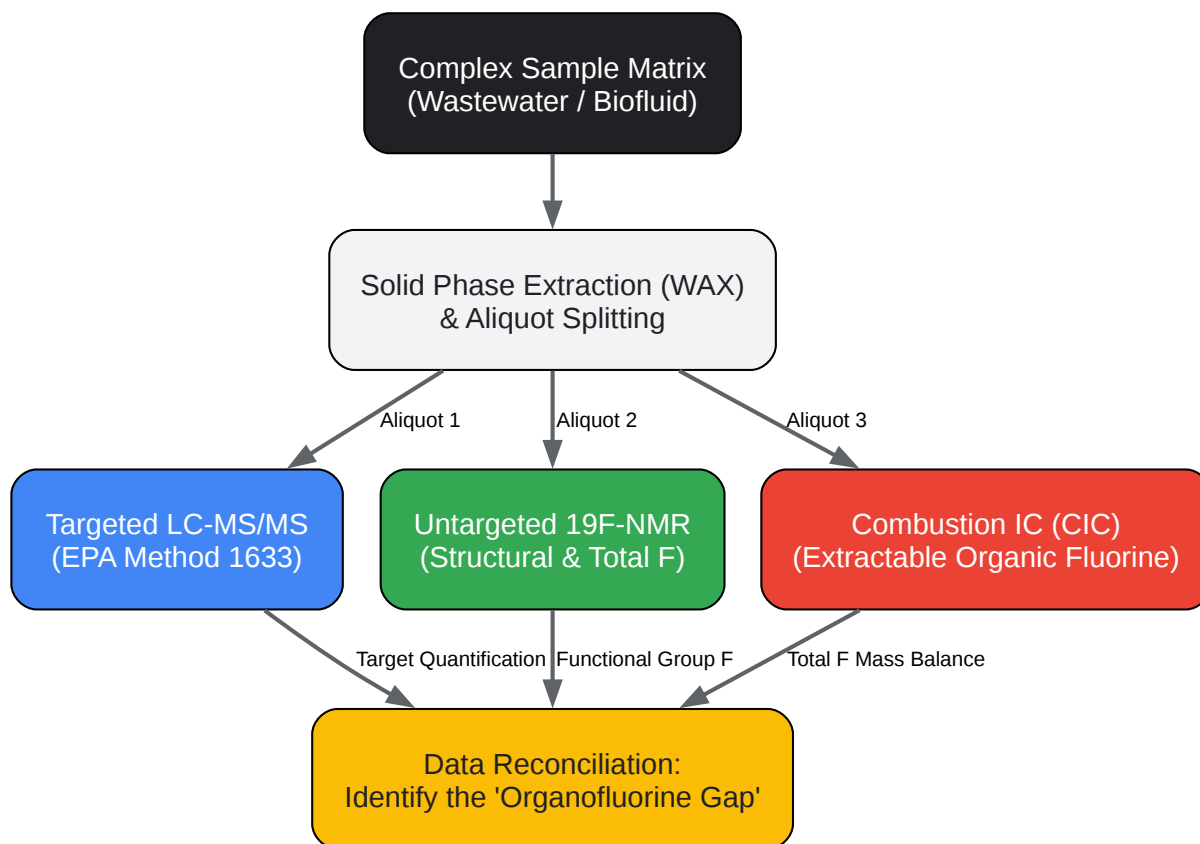 Complex Sample Matrix
(Wastewater / Biofluid)
Solid Phase Extraction (WAX)
& Aliquot Splitting
Aliquot 1
Aliquot 2
Aliquot 3
Targeted LC-MS/MS
(EPA Method 1633)
Untargeted 19F-NMR
(Structural & Total F)
Combustion IC (CIC)
(Extractable Organic Fluorine)
Target Quantification
Functional Group F
Total F Mass Balance
Data Reconciliation:
Identify the 'Organofluorine Gap'